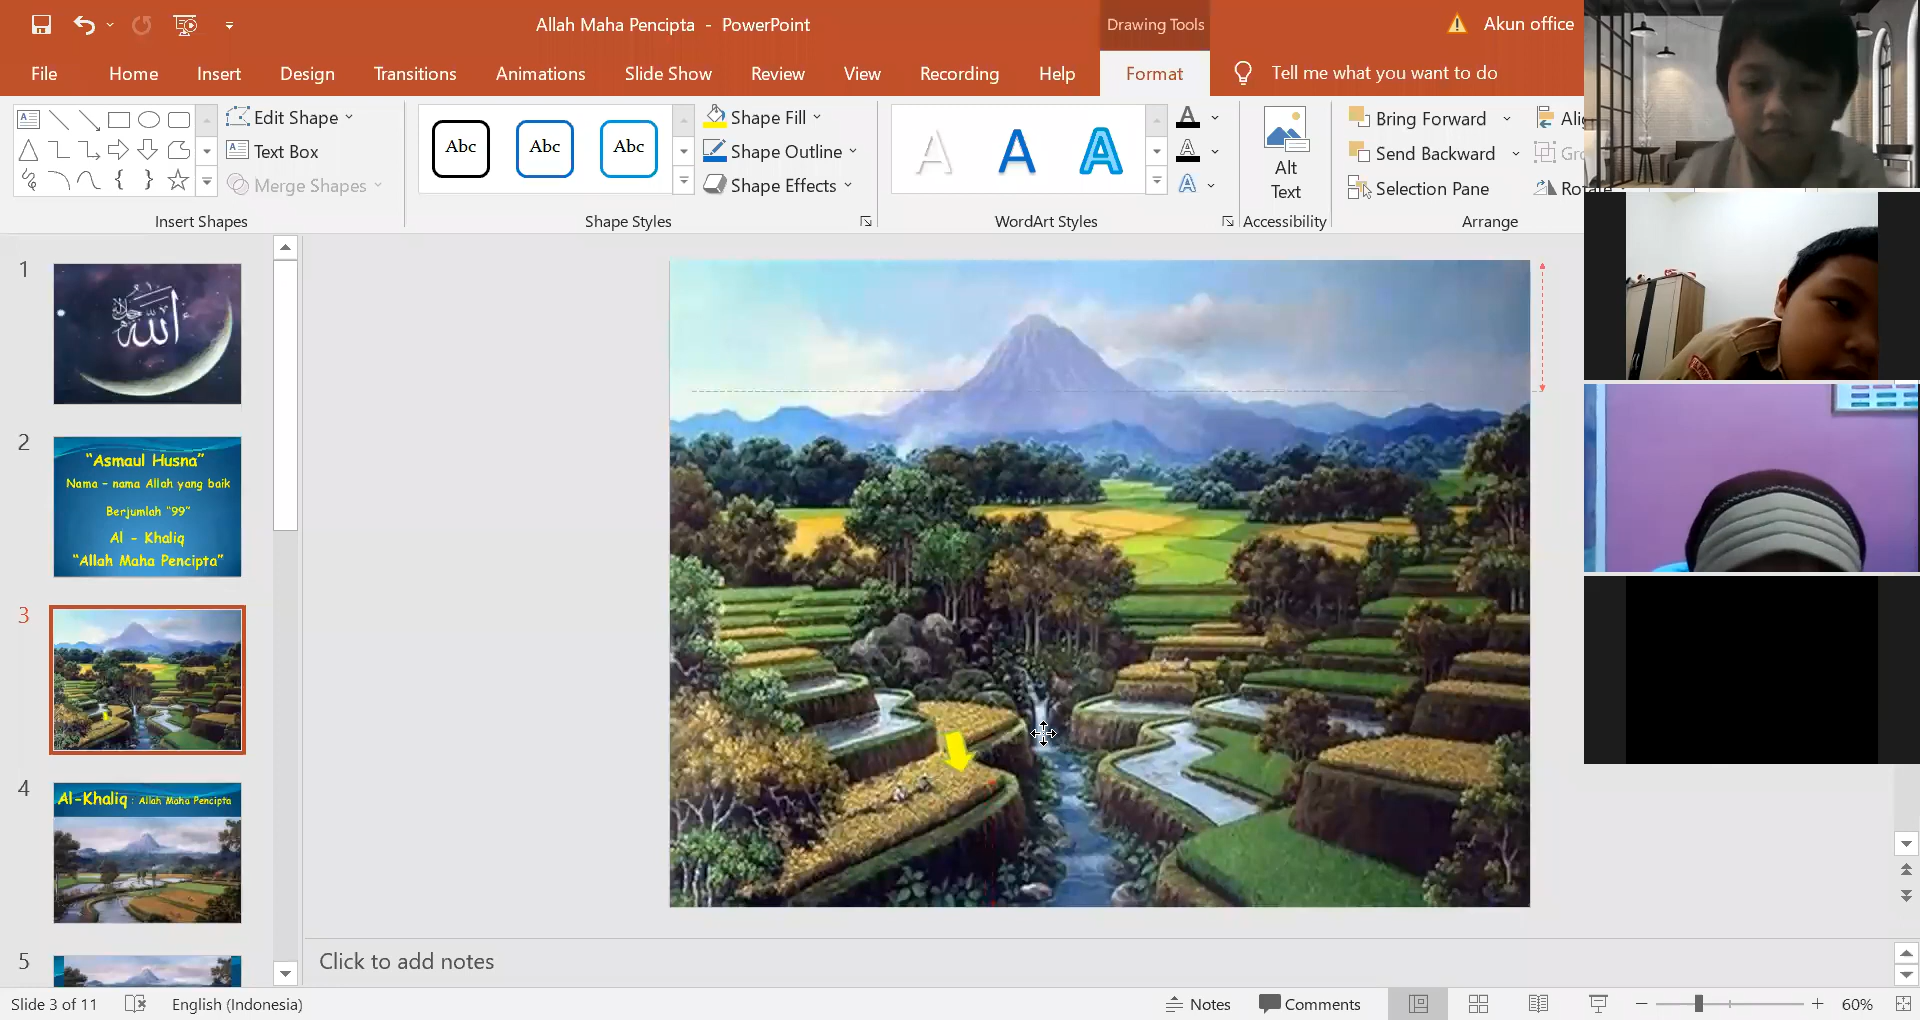 Allah Maha Pencipta - PowerPoint
Drawing Tools
Akun office
File
Home
Insert
Design
Transitions
Animations
Slide Show
Review
View
Recording
Help
Format
Tell me what you want to do
Edit Shape
Text Box
Merge Shapes
Insert Shapes
Abc
Abc
Abc
Shape Fill
Shape Outline
Shape Effects
Shape Styles
WordArt Styles
Alt
Text
Accessibility
Bring Forward
Send Backward
Selection Pane
Arrange
Rotate
1
الله
جل جلاله
2
“Asmaul Husna”
Nama – nama Allah yang baik
Berjumlah “99”
Al – Khaliq
“Allah Maha Pencipta”
3
4
Al-Khaliq : Allah Maha Pencipta
5
Click to add notes
Slide 3 of 11
English (Indonesia)
Notes
Comments
60%